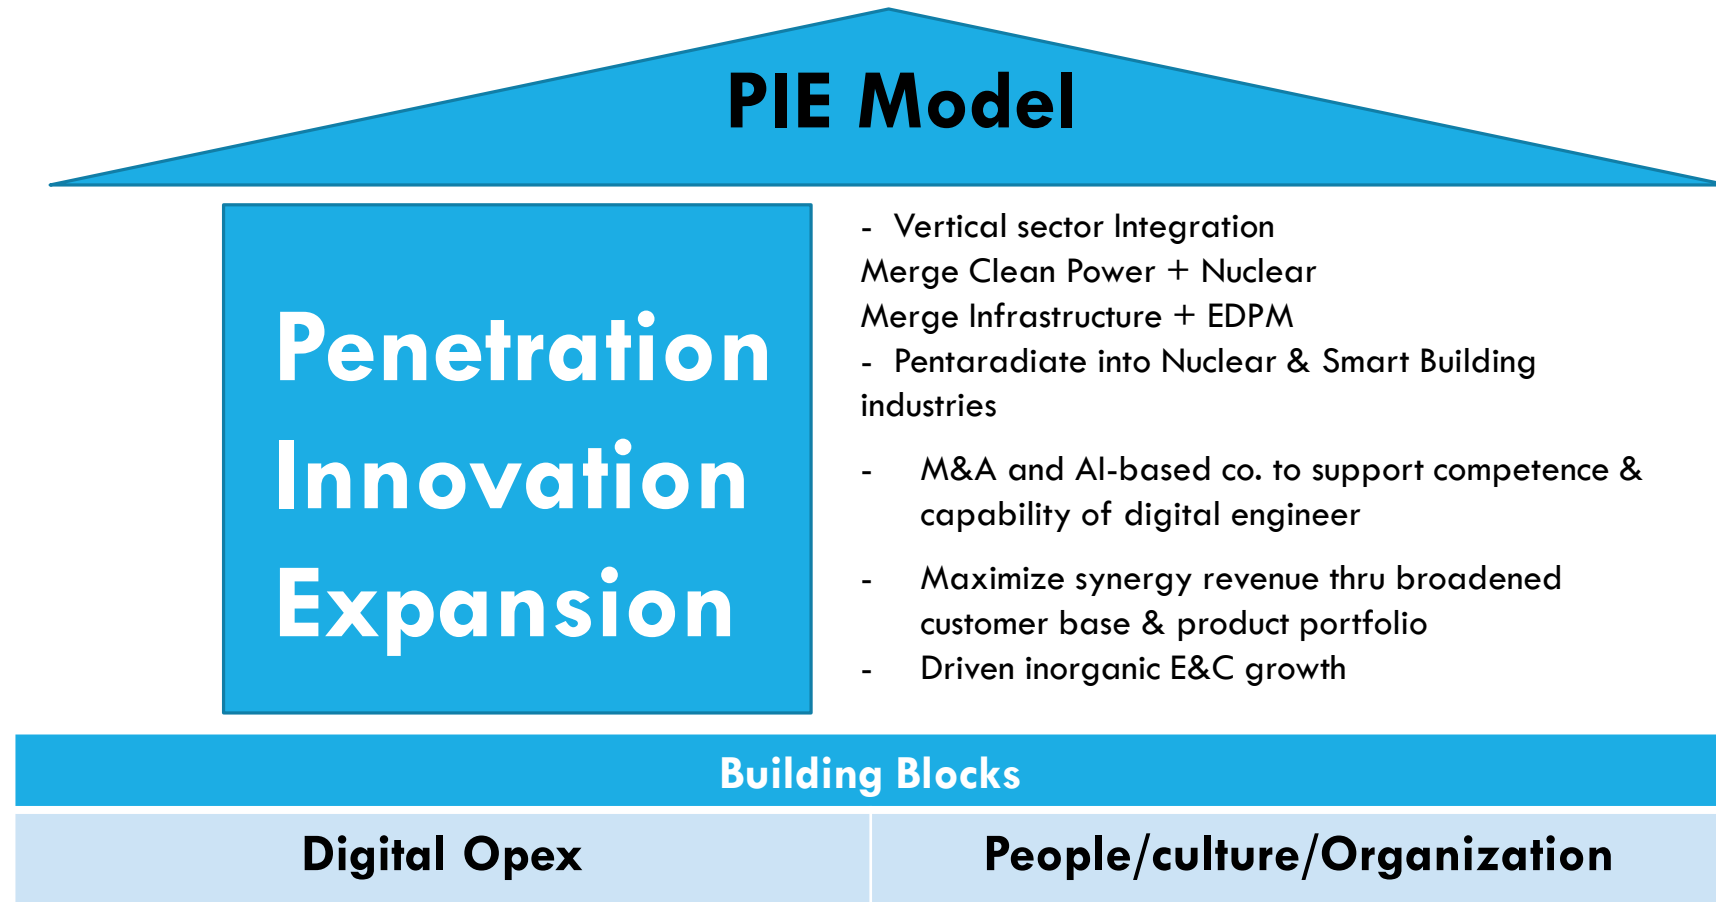 PIE Model
Penetration
Innovation
Expansion
- Vertical sector Integration
Merge Clean Power + Nuclear
Merge Infrastructure + EDPM
- Pentaradiate into Nuclear & Smart Building
industries
- M&A and AI-based co. to support competence &
capability of digital engineer
- Maximize synergy revenue thru broadened
customer base & product portfolio
- Driven inorganic E&C growth
Building Blocks
Digital Opex
People/culture/Organization